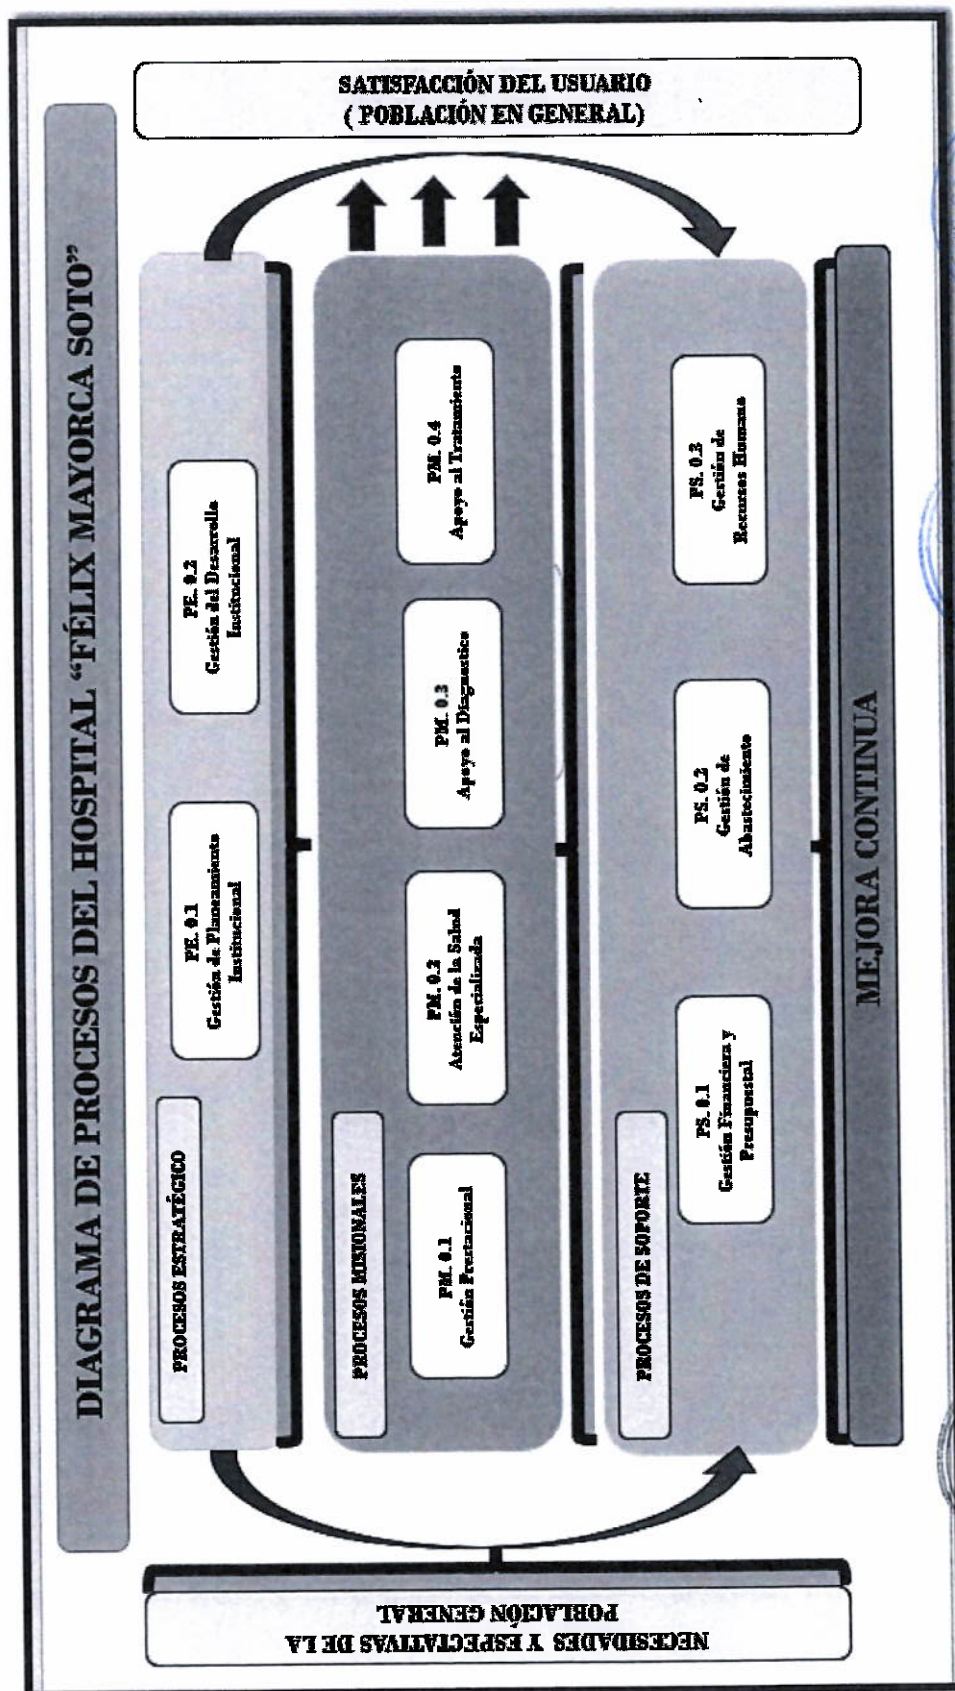 DIAGRAMA DE PROCESOS DEL HOSPITAL “FÉLIX MAYORCA SOTO”
NECESIDADES Y ESPECTATIVAS DE LA
POBLACIÓN GENERAL
PROCESOS ESTRATÉGICO
PE. 0.1
Gestión de Planeamiento
Institucional
PE. 0.2
Gestión del Desarrollo
Institucional
PROCESOS MISIONALES
PM. 0.1
Gestión Prestacional
PM. 0.2
Atención de la Salud
Especializada
PM. 0.3
Apoyo al Diagnostico
PM. 0.4
Apoyo al Tratamiento
PROCESOS DE SOPORTE
PS. 0.1
Gestión Financiera y
Presupuestal
PS. 0.2
Gestión de
Abastecimiento
PS. 0.3
Gestión de
Recursos Humano
MEJORA CONTINUA
SATISFACCIÓN DEL USUARIO
( POBLACIÓN EN GENERAL)